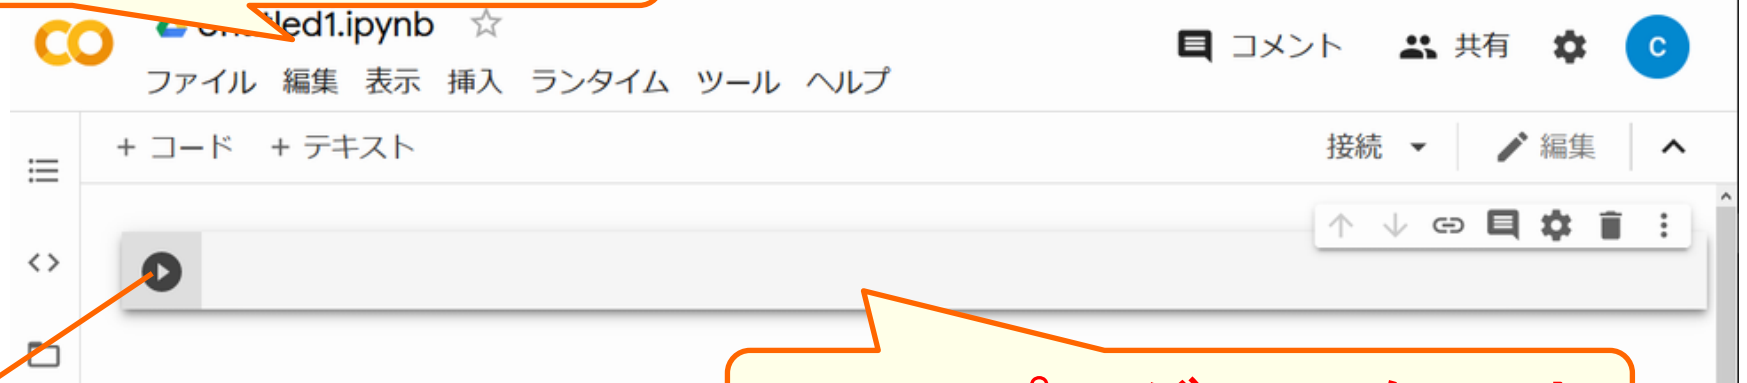 led1.ipynb
コメント 共有 C
ファイル 編集 表示 挿入 ランタイム ツール ヘルプ
+ コード + テキスト
接続 編集